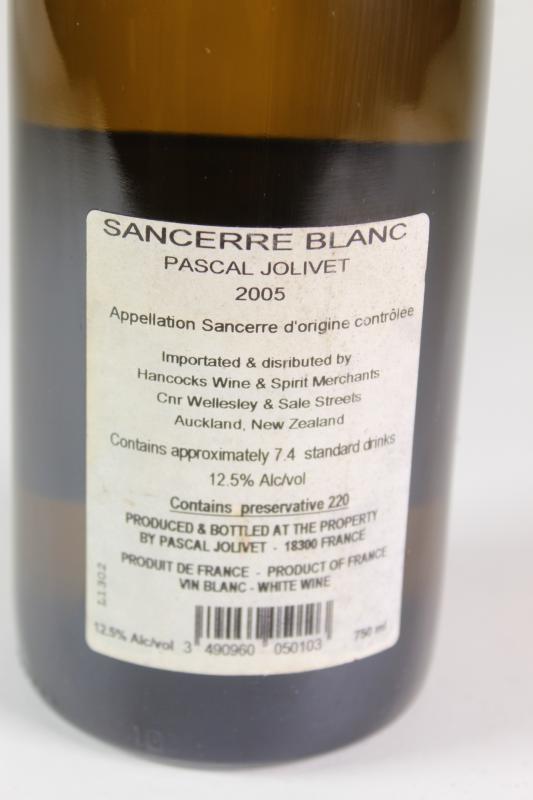 SANCERRE BLANC
PASCAL JOLIVET
2005
Appellation Sancerre d'origine contrôlée
Importated & disributed by
Hancocks Wine & Spirit Merchants
Cnr Wellesley & Sale Streets
Auckland, New Zealand
Contains approximately 7.4 standard drinks
12.5% Alc/vol
Contains preservative 220
PRODUCED & BOTTLED AT THE PROPERTY
BY PASCAL JOLIVET - 18300 FRANCE
PRODUIT DE FRANCE - PRODUCT OF FRANCE
VIN BLANC - WHITE WINE
L1302
12.5% Alc/vol 3 490960 050103 750 ml
10